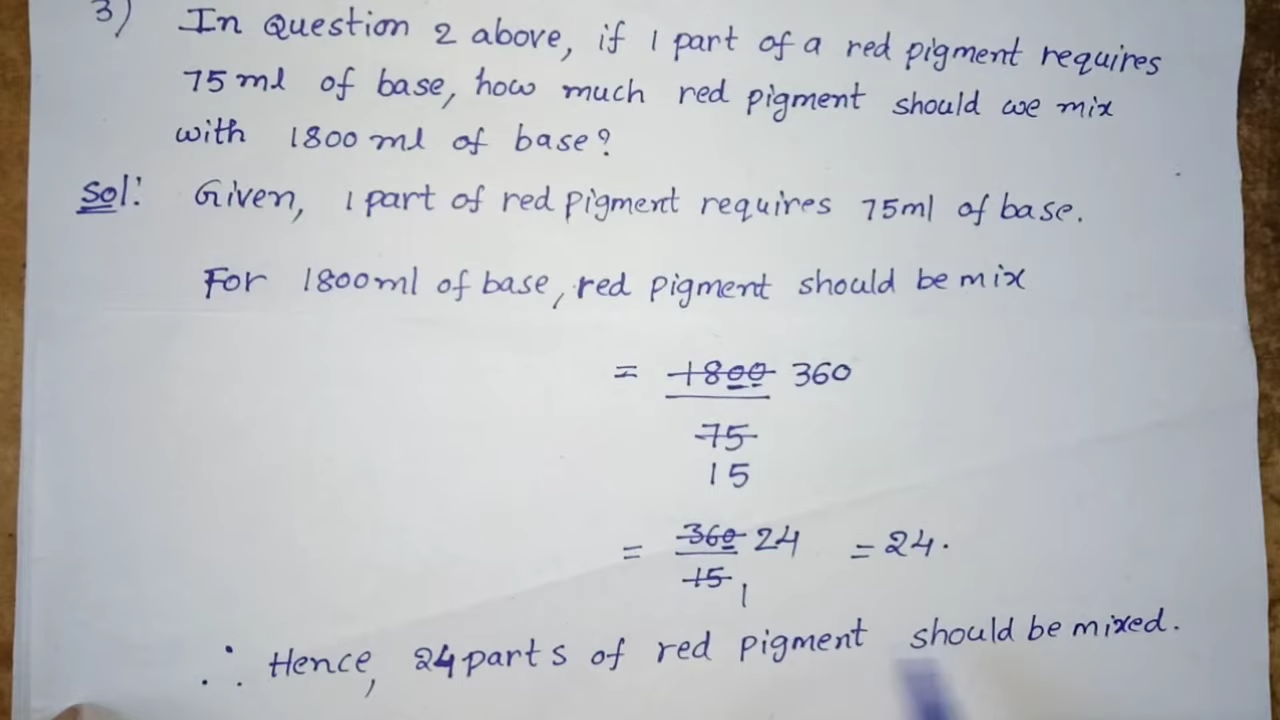 3) In Question 2 above, if 1 part of a red pigment requires
75 ml of base, how much red pigment should we mix
with 1800 ml of base?
Sol: Given, 1 part of red pigment requires 75ml of base.
For 1800ml of base, red pigment should be mix
= 1800 360
75
15
= 360 24 = 24.
15 1
∴ Hence, 24 parts of red pigment should be mixed.